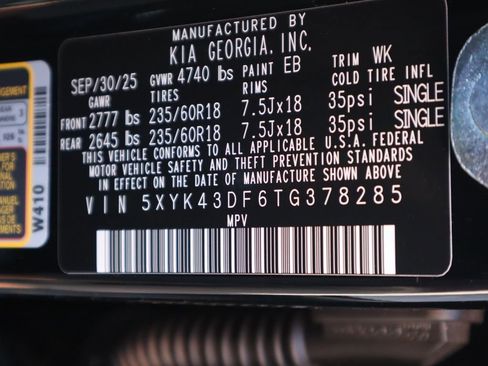 MANUFACTURED BY
KIA GEORGIA, INC.
SEP/30/25 GVWR 4740 lbs PAINT EB TRIM WK
GAWR TIRES RIMS COLD TIRE INFL
FRONT 2777 lbs 235/60R18 7.5Jx18 35psi SINGLE
REAR 2645 lbs 235/60R18 7.5Jx18 35psi SINGLE
THIS VEHICLE CONFORMS TO ALL APPLICABLE U.S.A. FEDERAL
MOTOR VEHICLE SAFETY AND THEFT PREVENTION STANDARDS
IN EFFECT ON THE DATE OF MANUFACTURE SHOWN ABOVE
VIN 5XYK43DF6TG378285
MPV
W410